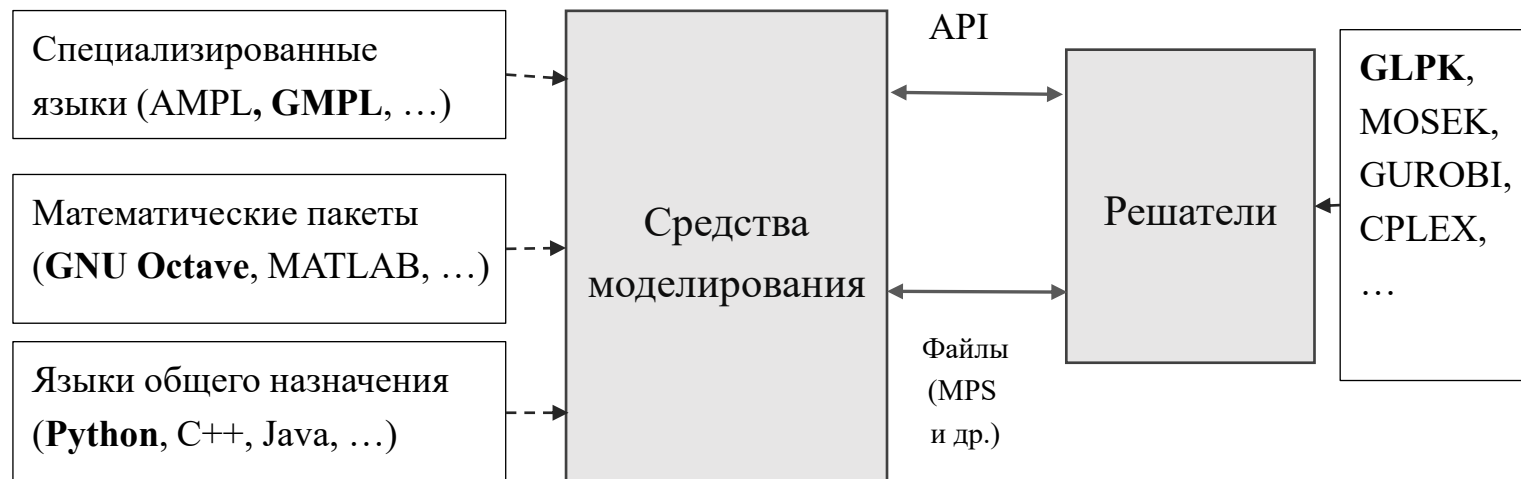 Специализированные
языки (AMPL, GMPL, …)
Математические пакеты
(GNU Octave, MATLAB, …)
Языки общего назначения
(Python, C++, Java, …)
Средства
моделирования
API
Файлы
(MPS
и др.)
Решатели
GLPK,
MOSEK,
GUROBI,
CPLEX,
…